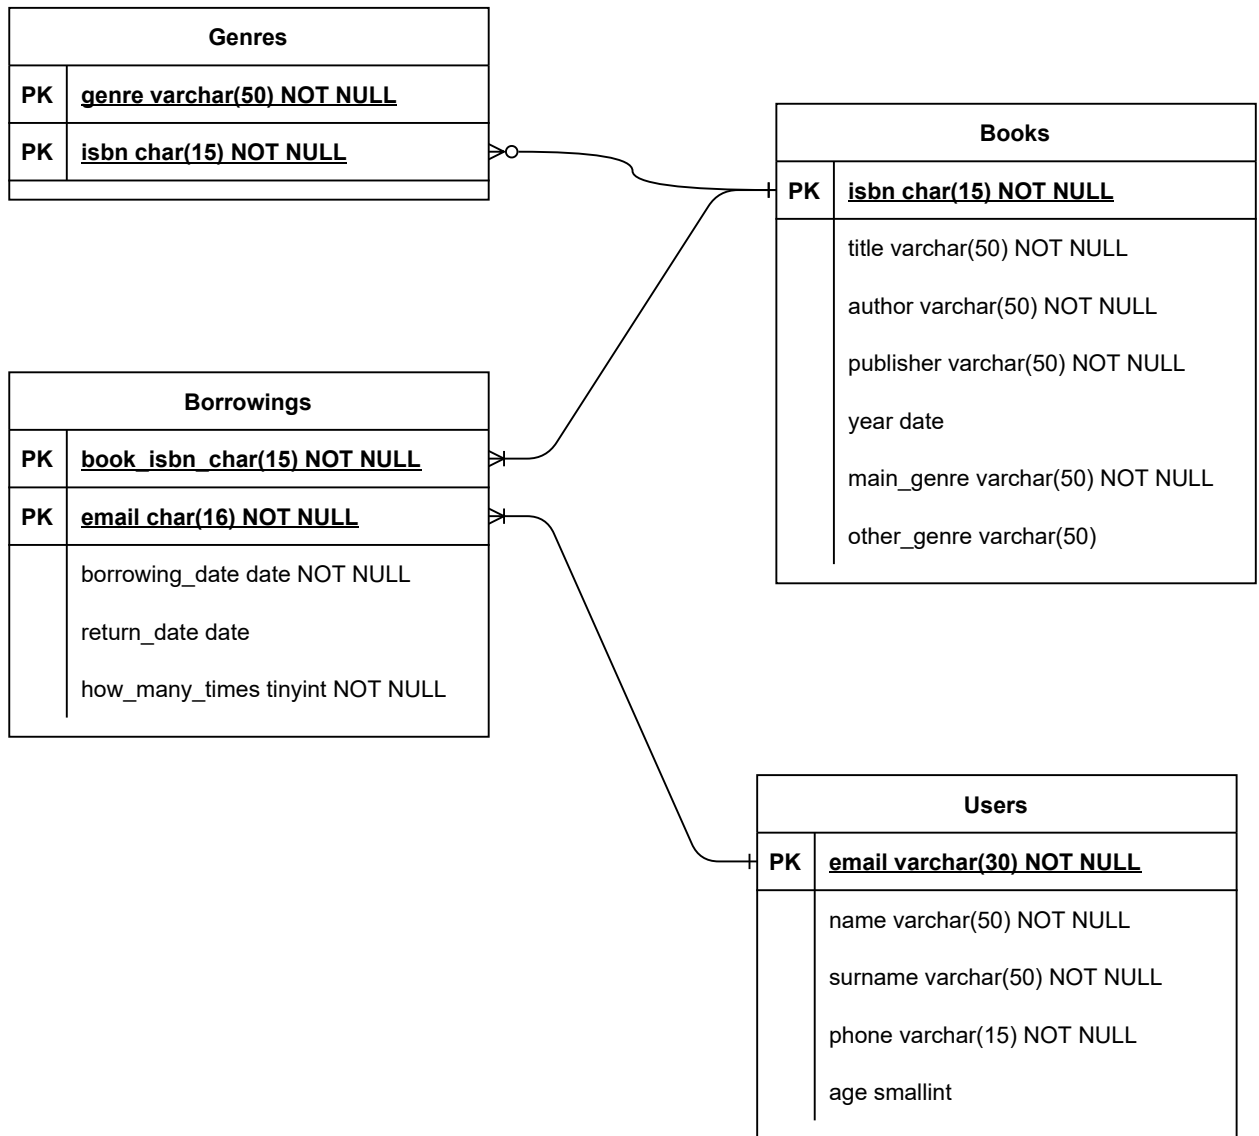 Genres
PK genre varchar(50) NOT NULL
PK isbn char(15) NOT NULL
Books
PK isbn char(15) NOT NULL
title varchar(50) NOT NULL
author varchar(50) NOT NULL
publisher varchar(50) NOT NULL
year date
main_genre varchar(50) NOT NULL
other_genre varchar(50)
Borrowings
PK book_isbn_char(15) NOT NULL
PK email char(16) NOT NULL
borrowing_date date NOT NULL
return_date date
how_many_times tinyint NOT NULL
Users
PK email varchar(30) NOT NULL
name varchar(50) NOT NULL
surname varchar(50) NOT NULL
phone varchar(15) NOT NULL
age smallint